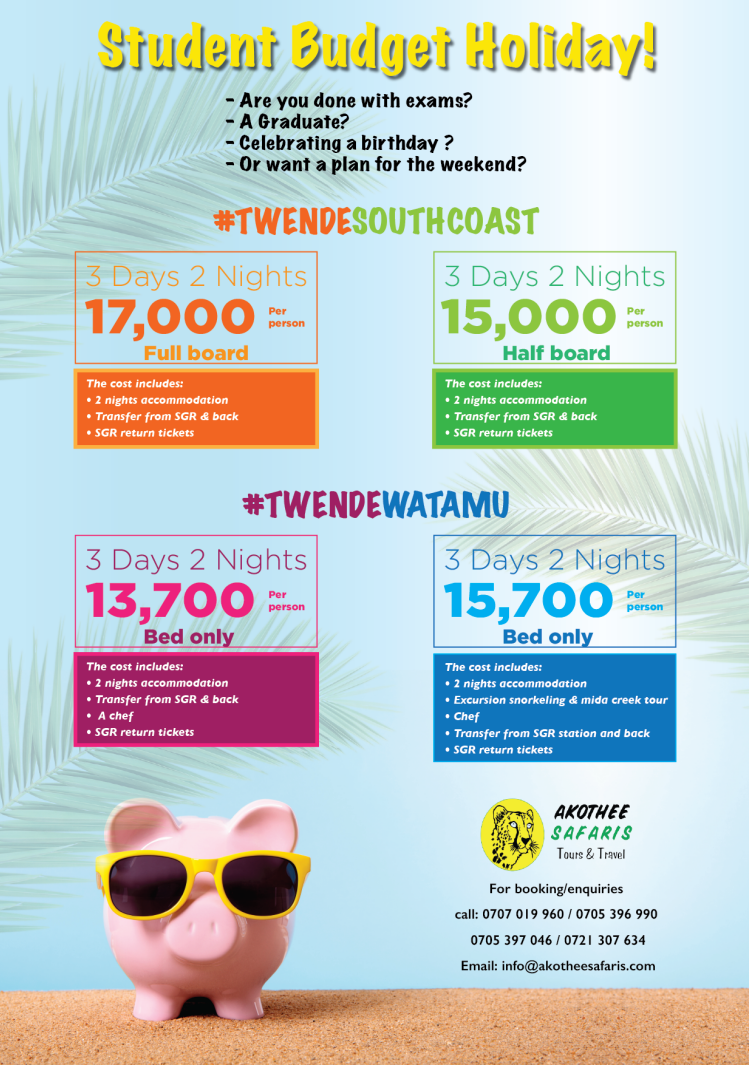 Student Budget Holiday!
- Are you done with exams?
- A Graduate?
- Celebrating a birthday ?
- Or want a plan for the weekend?
#TWENDESOUTHCOAST
3 Days 2 Nights
17,000 Per person
Full board
The cost includes:
• 2 nights accommodation
• Transfer from SGR & back
• SGR return tickets
3 Days 2 Nights
15,000 Per person
Half board
The cost includes:
• 2 nights accommodation
• Transfer from SGR & back
• SGR return tickets
#TWENDEWATAMU
3 Days 2 Nights
13,700 Per person
Bed only
The cost includes:
• 2 nights accommodation
• Transfer from SGR & back
• A chef
• SGR return tickets
3 Days 2 Nights
15,700 Per person
Bed only
The cost includes:
• 2 nights accommodation
• Excursion snorkeling & mida creek tour
• Chef
• Transfer from SGR station and back
• SGR return tickets
AKOTHEE
SAFARIS
Tours & Travel
For booking/enquiries
call: 0707 019 960 / 0705 396 990
0705 397 046 / 0721 307 634
Email: info@akotheesafaris.com